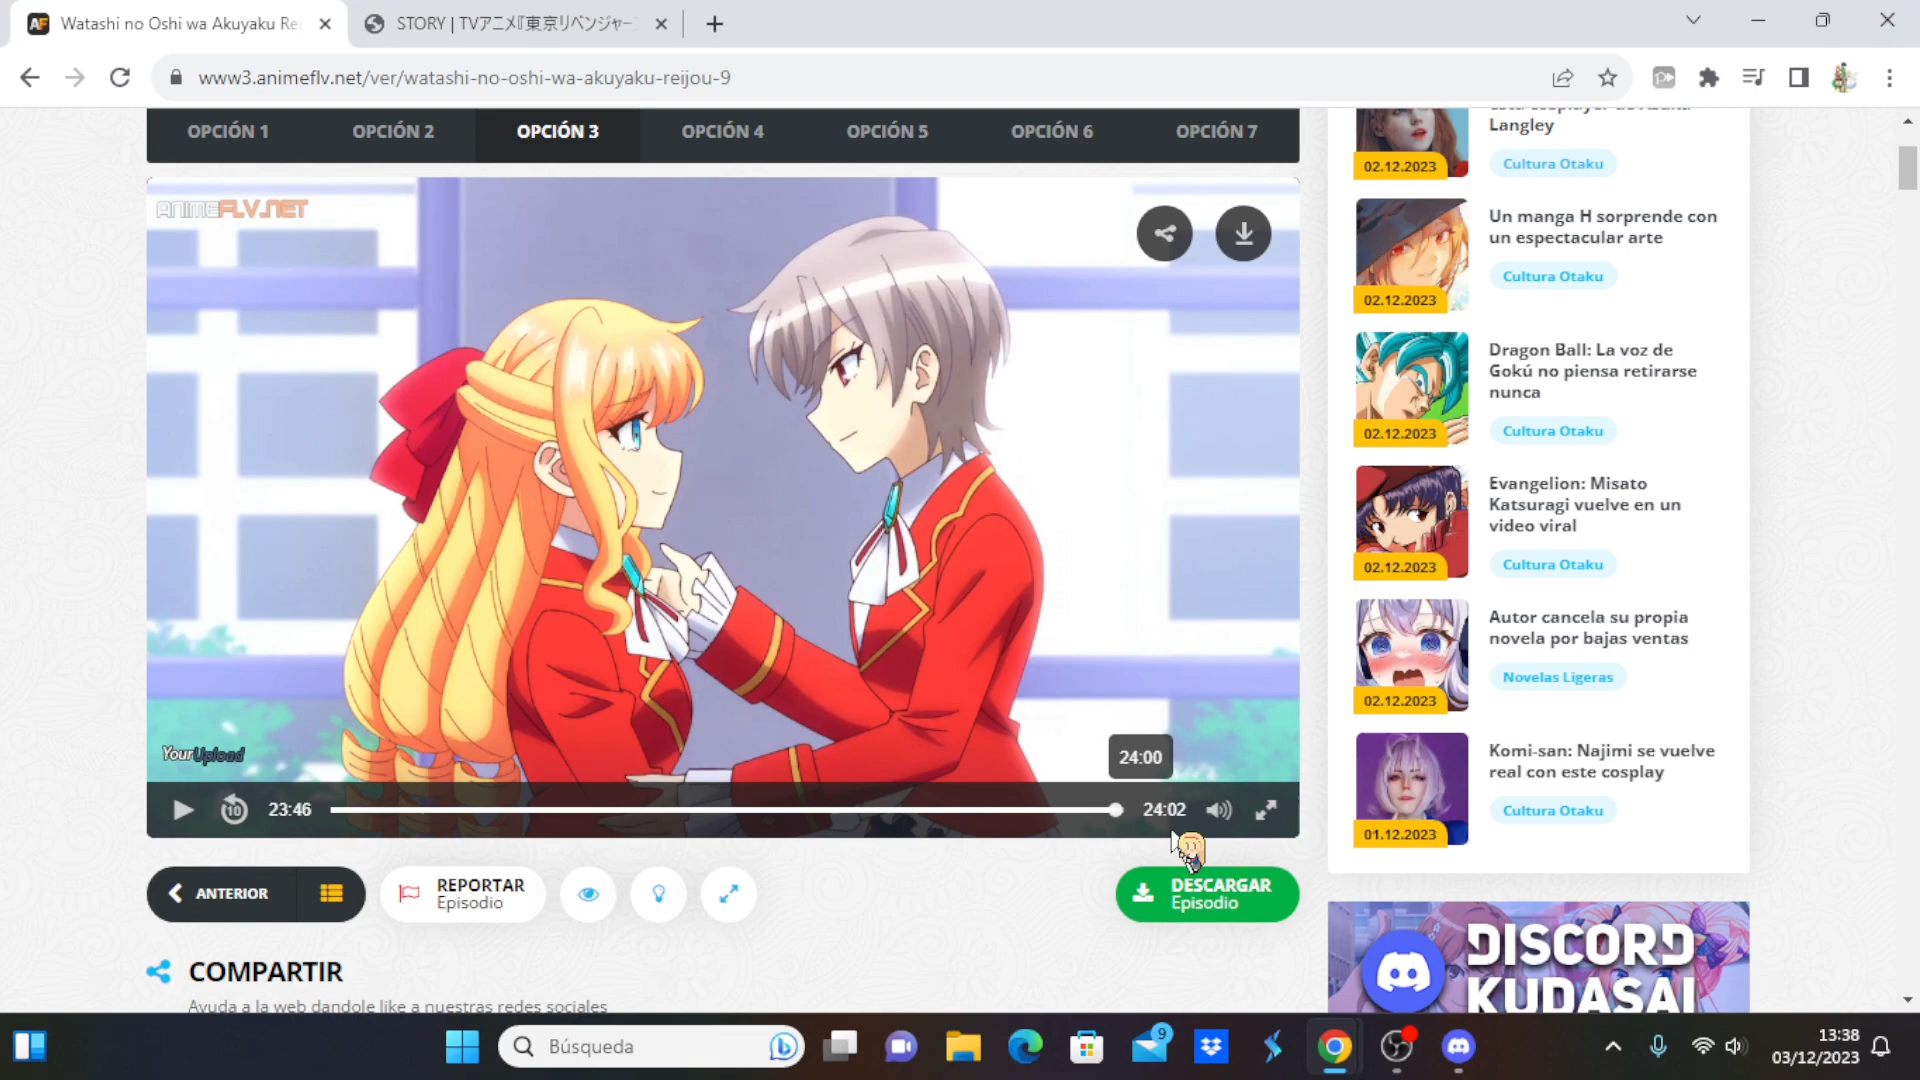 Watashi no Oshi wa Akuyaku Rei
STORY | TVアニメ『東京リベンジャー
www3.animeflv.net/ver/watashi-no-oshi-wa-akuyaku-reijou-9
OPCIÓN 1
OPCIÓN 2
OPCIÓN 3
OPCIÓN 4
OPCIÓN 5
OPCIÓN 6
OPCIÓN 7
ANIMEFLV.NET
YourUpload
24:00
10
23:46
24:02
ANTERIOR
REPORTAR
Episodio
DESCARGAR
Episodio
COMPARTIR
Ayuda a la web dandole like a nuestras redes sociales
Langley
Cultura Otaku
02.12.2023
Un manga H sorprende con
un espectacular arte
Cultura Otaku
02.12.2023
Dragon Ball: La voz de
Gokú no piensa retirarse
nunca
Cultura Otaku
02.12.2023
Evangelion: Misato
Katsuragi vuelve en un
video viral
Cultura Otaku
02.12.2023
Autor cancela su propia
novela por bajas ventas
Novelas Ligeras
02.12.2023
Komi-san: Najimi se vuelve
real con este cosplay
Cultura Otaku
01.12.2023
DISCORD
KUDASAI
Búsqueda
9
13:38
03/12/2023